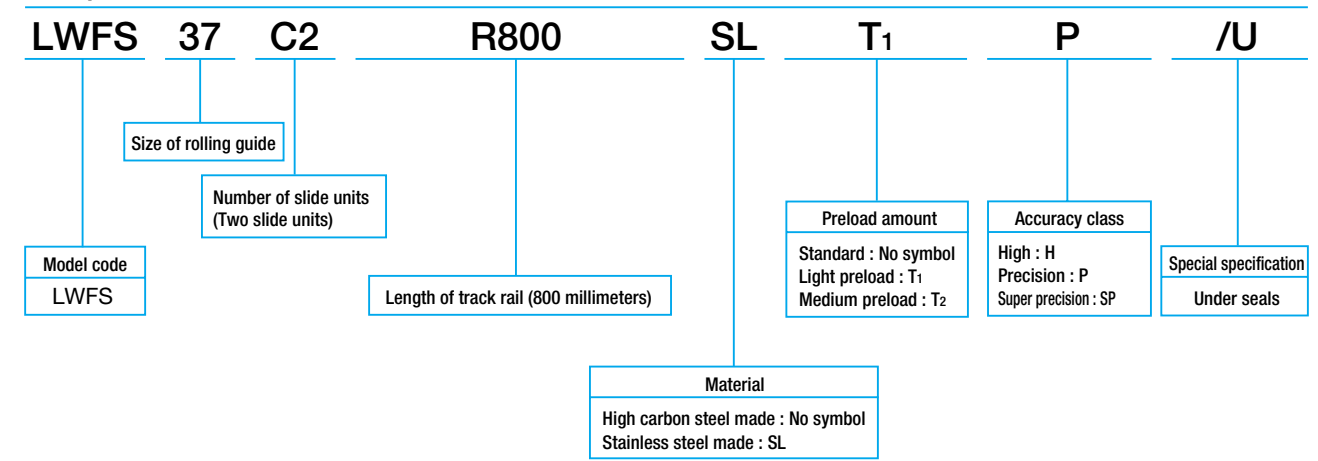 LWFS 37 C2 R800 SL T1 P /U
Size of rolling guide
Number of slide units
(Two slide units)
Model code
LWFS
Length of track rail (800 millimeters)
Preload amount
Standard : No symbol
Light preload : T1
Medium preload : T2
Accuracy class
High : H
Precision : P
Super precision : SP
Special specification
Under seals
Material
High carbon steel made : No symbol
Stainless steel made : SL